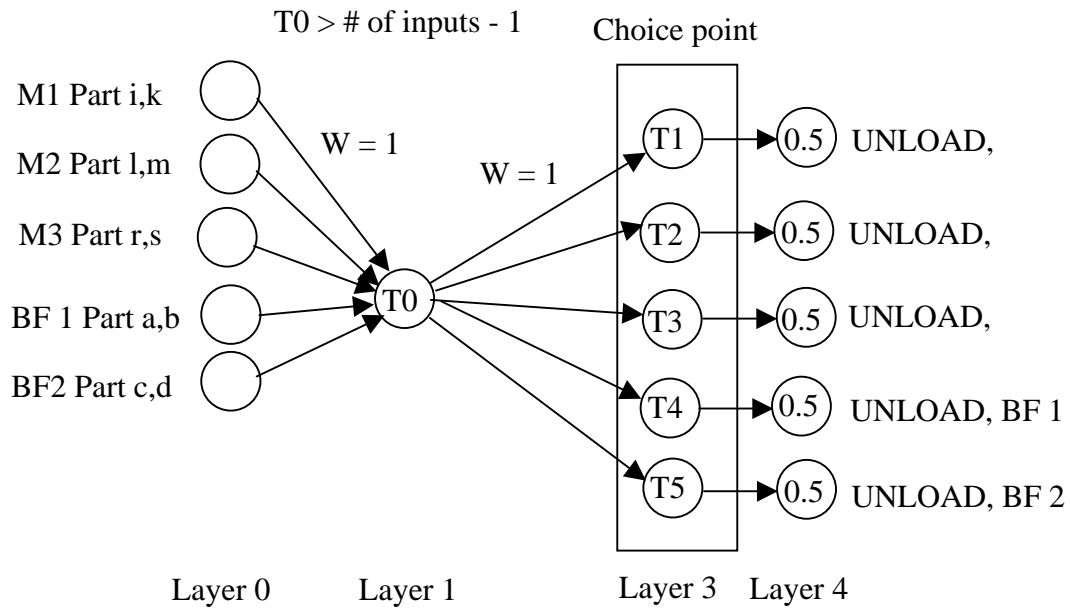 T0 > # of inputs - 1
Choice point
M1 Part i,k
M2 Part l,m
M3 Part r,s
BF 1 Part a,b
BF2 Part c,d
W = 1
W = 1
T0
T1
T2
T3
T4
T5
0.5
UNLOAD,
0.5
UNLOAD,
0.5
UNLOAD,
0.5
UNLOAD, BF 1
0.5
UNLOAD, BF 2
Layer 0
Layer 1
Layer 3
Layer 4